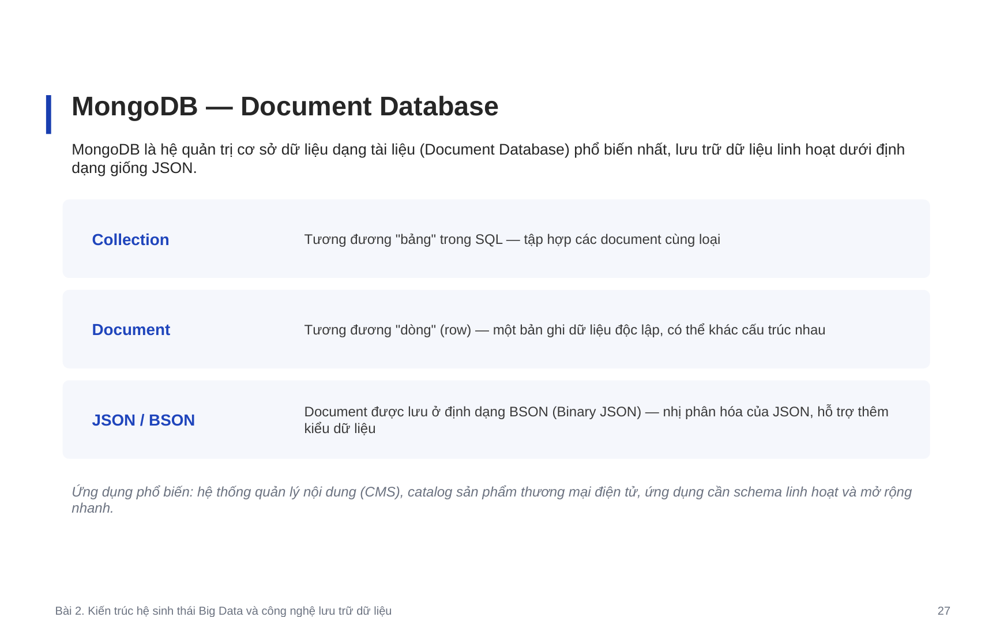 MongoDB — Document Database
MongoDB là hệ quản trị cơ sở dữ liệu dạng tài liệu (Document Database) phổ biến nhất, lưu trữ dữ liệu linh hoạt dưới định
dạng giống JSON.
Collection
Tương đương "bảng" trong SQL — tập hợp các document cùng loại
Document
Tương đương "dòng" (row) — một bản ghi dữ liệu độc lập, có thể khác cấu trúc nhau
JSON / BSON
Document được lưu ở định dạng BSON (Binary JSON) — nhị phân hóa của JSON, hỗ trợ thêm
kiểu dữ liệu
Ứng dụng phổ biến: hệ thống quản lý nội dung (CMS), catalog sản phẩm thương mại điện tử, ứng dụng cần schema linh hoạt và mở rộng
nhanh.
Bài 2. Kiến trúc hệ sinh thái Big Data và công nghệ lưu trữ dữ liệu
27